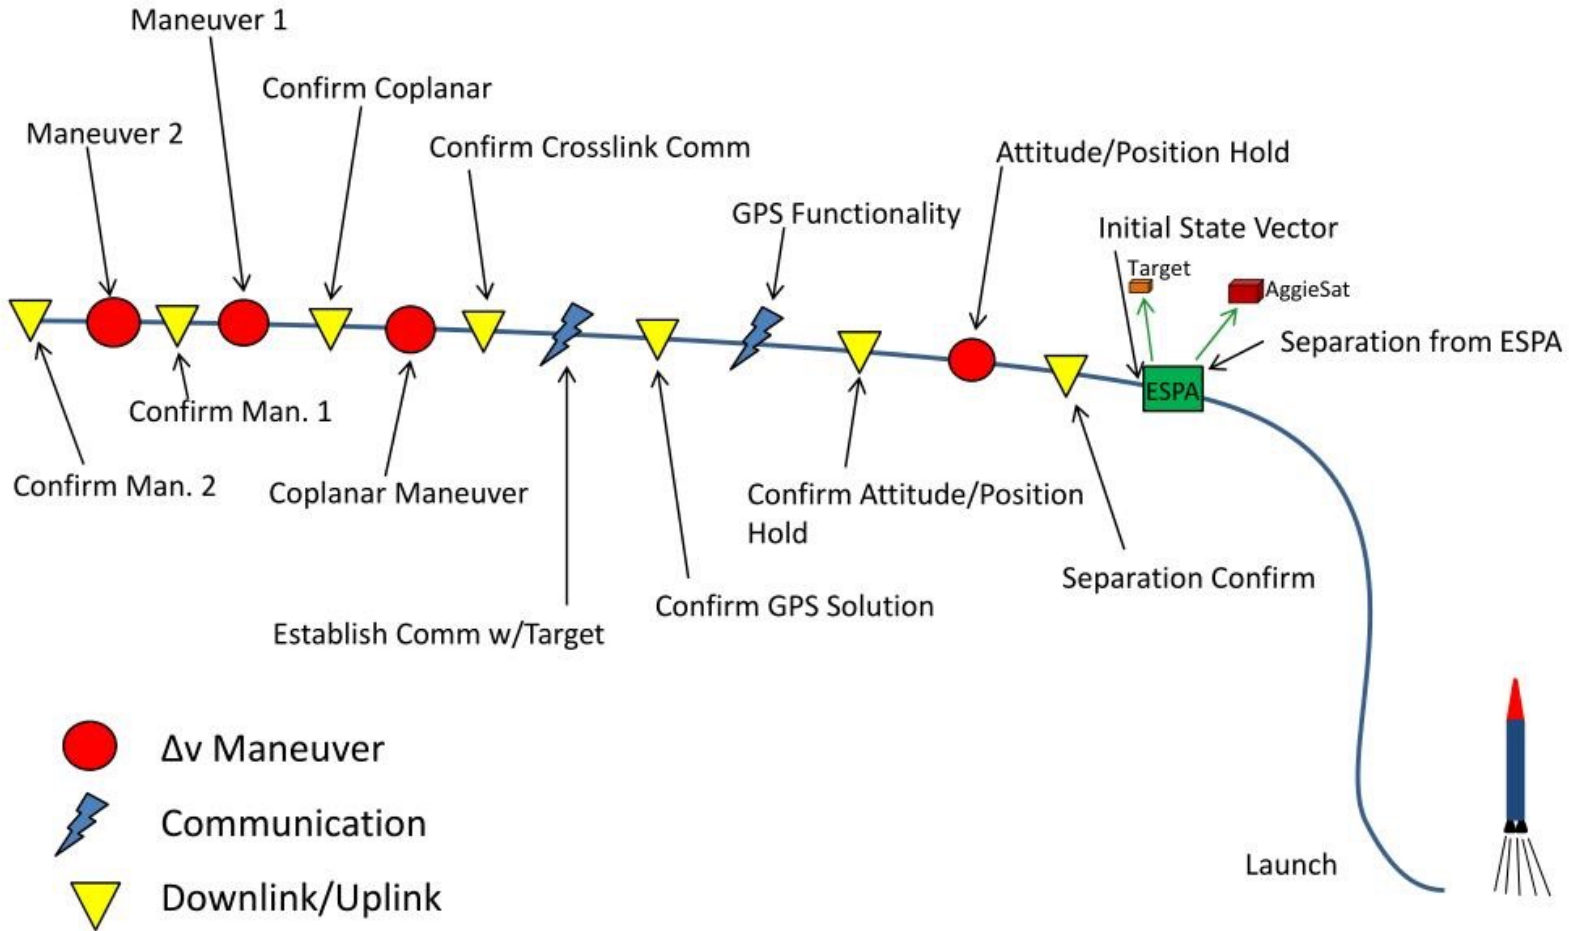 Maneuver 1
Confirm Coplanar
Maneuver 2
Confirm Crosslink Comm
Attitude/Position Hold
GPS Functionality
Initial State Vector
Target
AggieSat
Separation from ESPA
ESPA
Confirm Man. 1
Confirm Man. 2
Coplanar Maneuver
Confirm Attitude/Position
Hold
Separation Confirm
Confirm GPS Solution
Establish Comm w/Target
Δv Maneuver
Communication
Launch
Downlink/Uplink